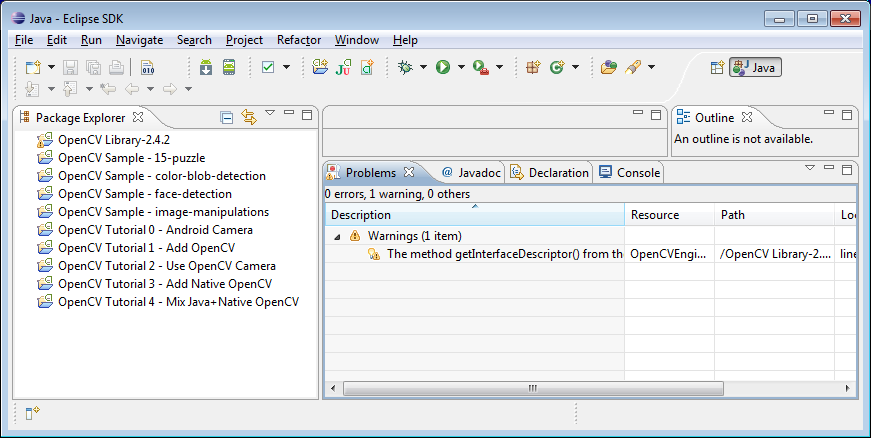 Java - Eclipse SDK
File Edit Run Navigate Search Project Refactor Window Help
Java
Package Explorer
OpenCV Library-2.4.2
OpenCV Sample - 15-puzzle
OpenCV Sample - color-blob-detection
OpenCV Sample - face-detection
OpenCV Sample - image-manipulations
OpenCV Tutorial 0 - Android Camera
OpenCV Tutorial 1 - Add OpenCV
OpenCV Tutorial 2 - Use OpenCV Camera
OpenCV Tutorial 3 - Add Native OpenCV
OpenCV Tutorial 4 - Mix Java+Native OpenCV
Outline
An outline is not available.
Problems @ Javadoc Declaration Console
0 errors, 1 warning, 0 others
Description Resource Path Loc
Warnings (1 item)
The method getInterfaceDescriptor() from the OpenCVEngi... /OpenCV Library-2.... line